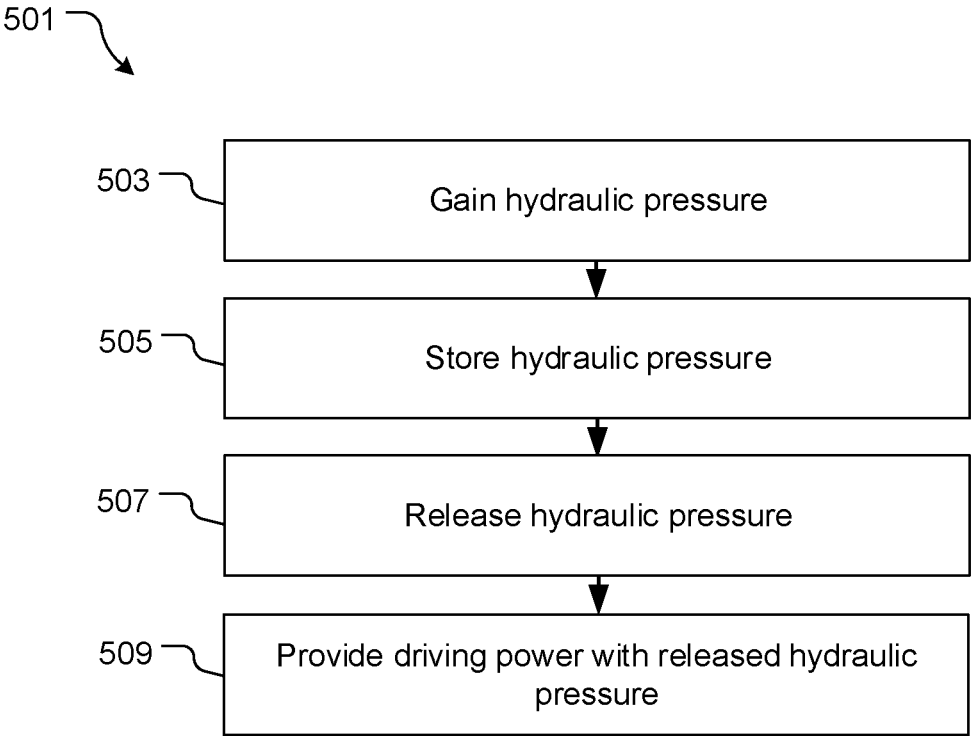 501
503
Gain hydraulic pressure
505
Store hydraulic pressure
507
Release hydraulic pressure
509
Provide driving power with released hydraulic
pressure